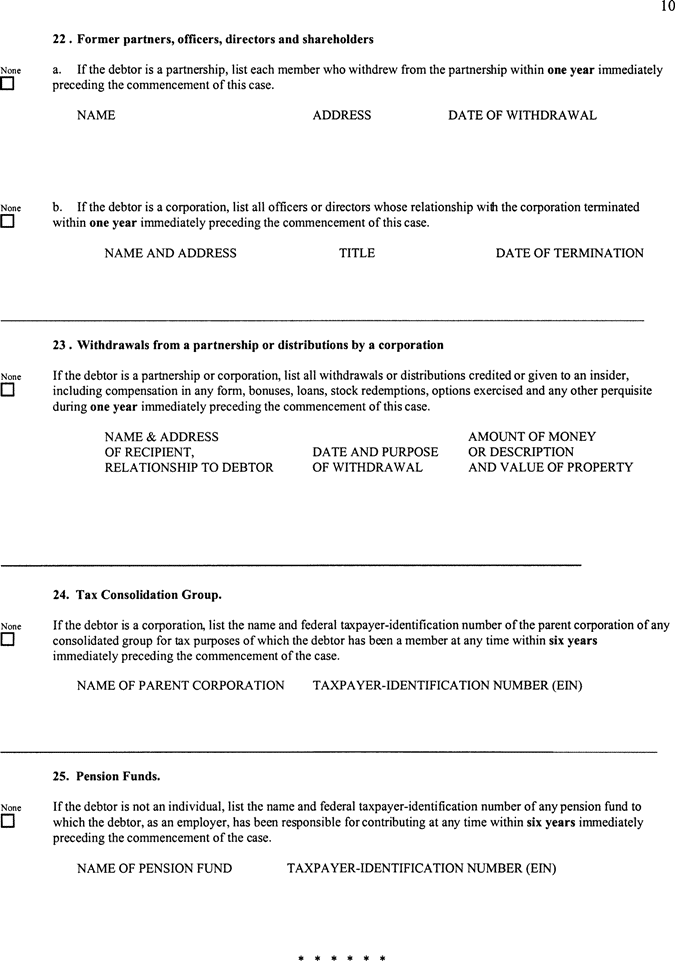 10
22 . Former partners, officers, directors and shareholders
None
a. If the debtor is a partnership, list each member who withdrew from the partnership within one year immediately
preceding the commencement of this case.
NAME ADDRESS DATE OF WITHDRAWAL
None
b. If the debtor is a corporation, list all officers or directors whose relationship with the corporation terminated
within one year immediately preceding the commencement of this case.
NAME AND ADDRESS TITLE DATE OF TERMINATION
23 . Withdrawals from a partnership or distributions by a corporation
None
If the debtor is a partnership or corporation, list all withdrawals or distributions credited or given to an insider,
including compensation in any form, bonuses, loans, stock redemptions, options exercised and any other perquisite
during one year immediately preceding the commencement of this case.
NAME & ADDRESS AMOUNT OF MONEY
OF RECIPIENT, DATE AND PURPOSE OR DESCRIPTION
RELATIONSHIP TO DEBTOR OF WITHDRAWAL AND VALUE OF PROPERTY
24. Tax Consolidation Group.
None
If the debtor is a corporation, list the name and federal taxpayer-identification number of the parent corporation of any
consolidated group for tax purposes of which the debtor has been a member at any time within six years
immediately preceding the commencement of the case.
NAME OF PARENT CORPORATION TAXPAYER-IDENTIFICATION NUMBER (EIN)
25. Pension Funds.
None
If the debtor is not an individual, list the name and federal taxpayer-identification number of any pension fund to
which the debtor, as an employer, has been responsible for contributing at any time within six years immediately
preceding the commencement of the case.
NAME OF PENSION FUND TAXPAYER-IDENTIFICATION NUMBER (EIN)
* * * * * *